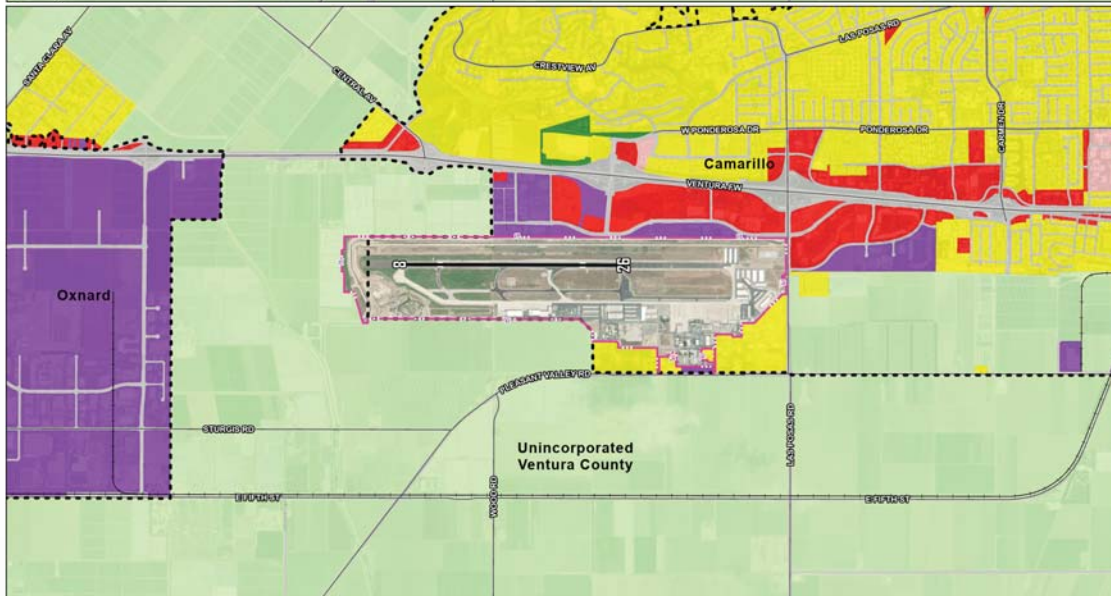 SANTA CLARA AV
CENTRAL AV
CRESTVIEW AV
LAS POSAS RD
W PONDEROSA DR
PONDEROSA DR
CARMEN DR
Camarillo
VENTURA FW
8
26
Oxnard
PLEASANT VALLEY RD
STURGIS RD
Unincorporated
Ventura County
LAS POSAS RD
WOOD RD
E FIFTH ST
E FIFTH ST